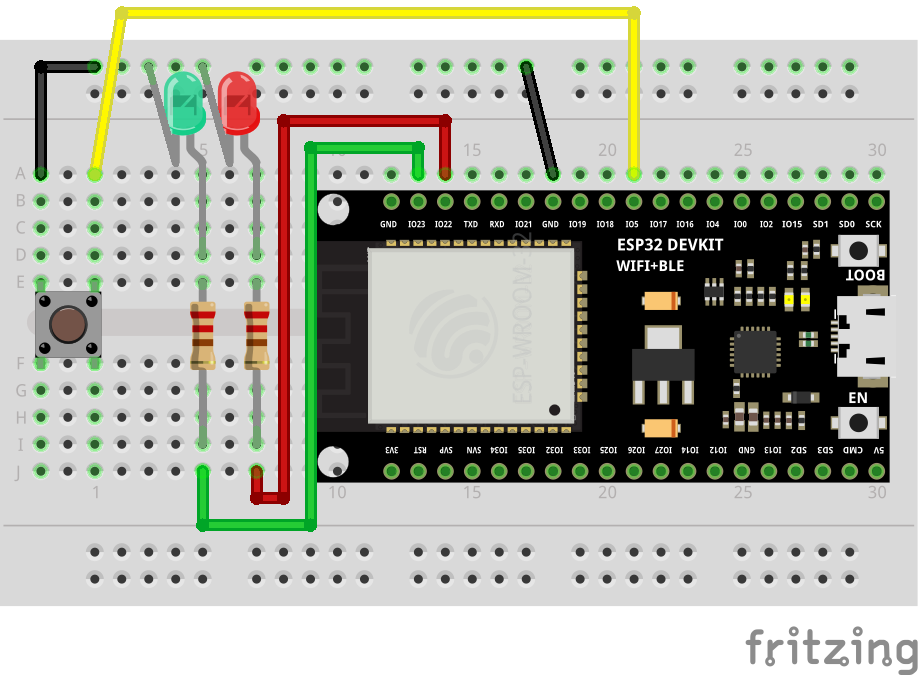 5 10 15 20 25 30
A
B
GND IO23 IO22 TXD RXD IO21 GND IO19 IO18 IO5 IO17 IO16 IO4 IO0 IO2 IO15 SD1 SD0 SCK
C
ESP32 DEVKIT
WIFI+BLE
D
BOOT
E
ESP-WROOM-32
F
EN
G
H
I
3V3 RST SVP SVN IO34 IO35 IO32 IO33 IO25 IO26 IO27 IO14 IO12 GND IO13 SD2 SD3 CMD 5V
J
1 10 15 20 25 30
fritzing